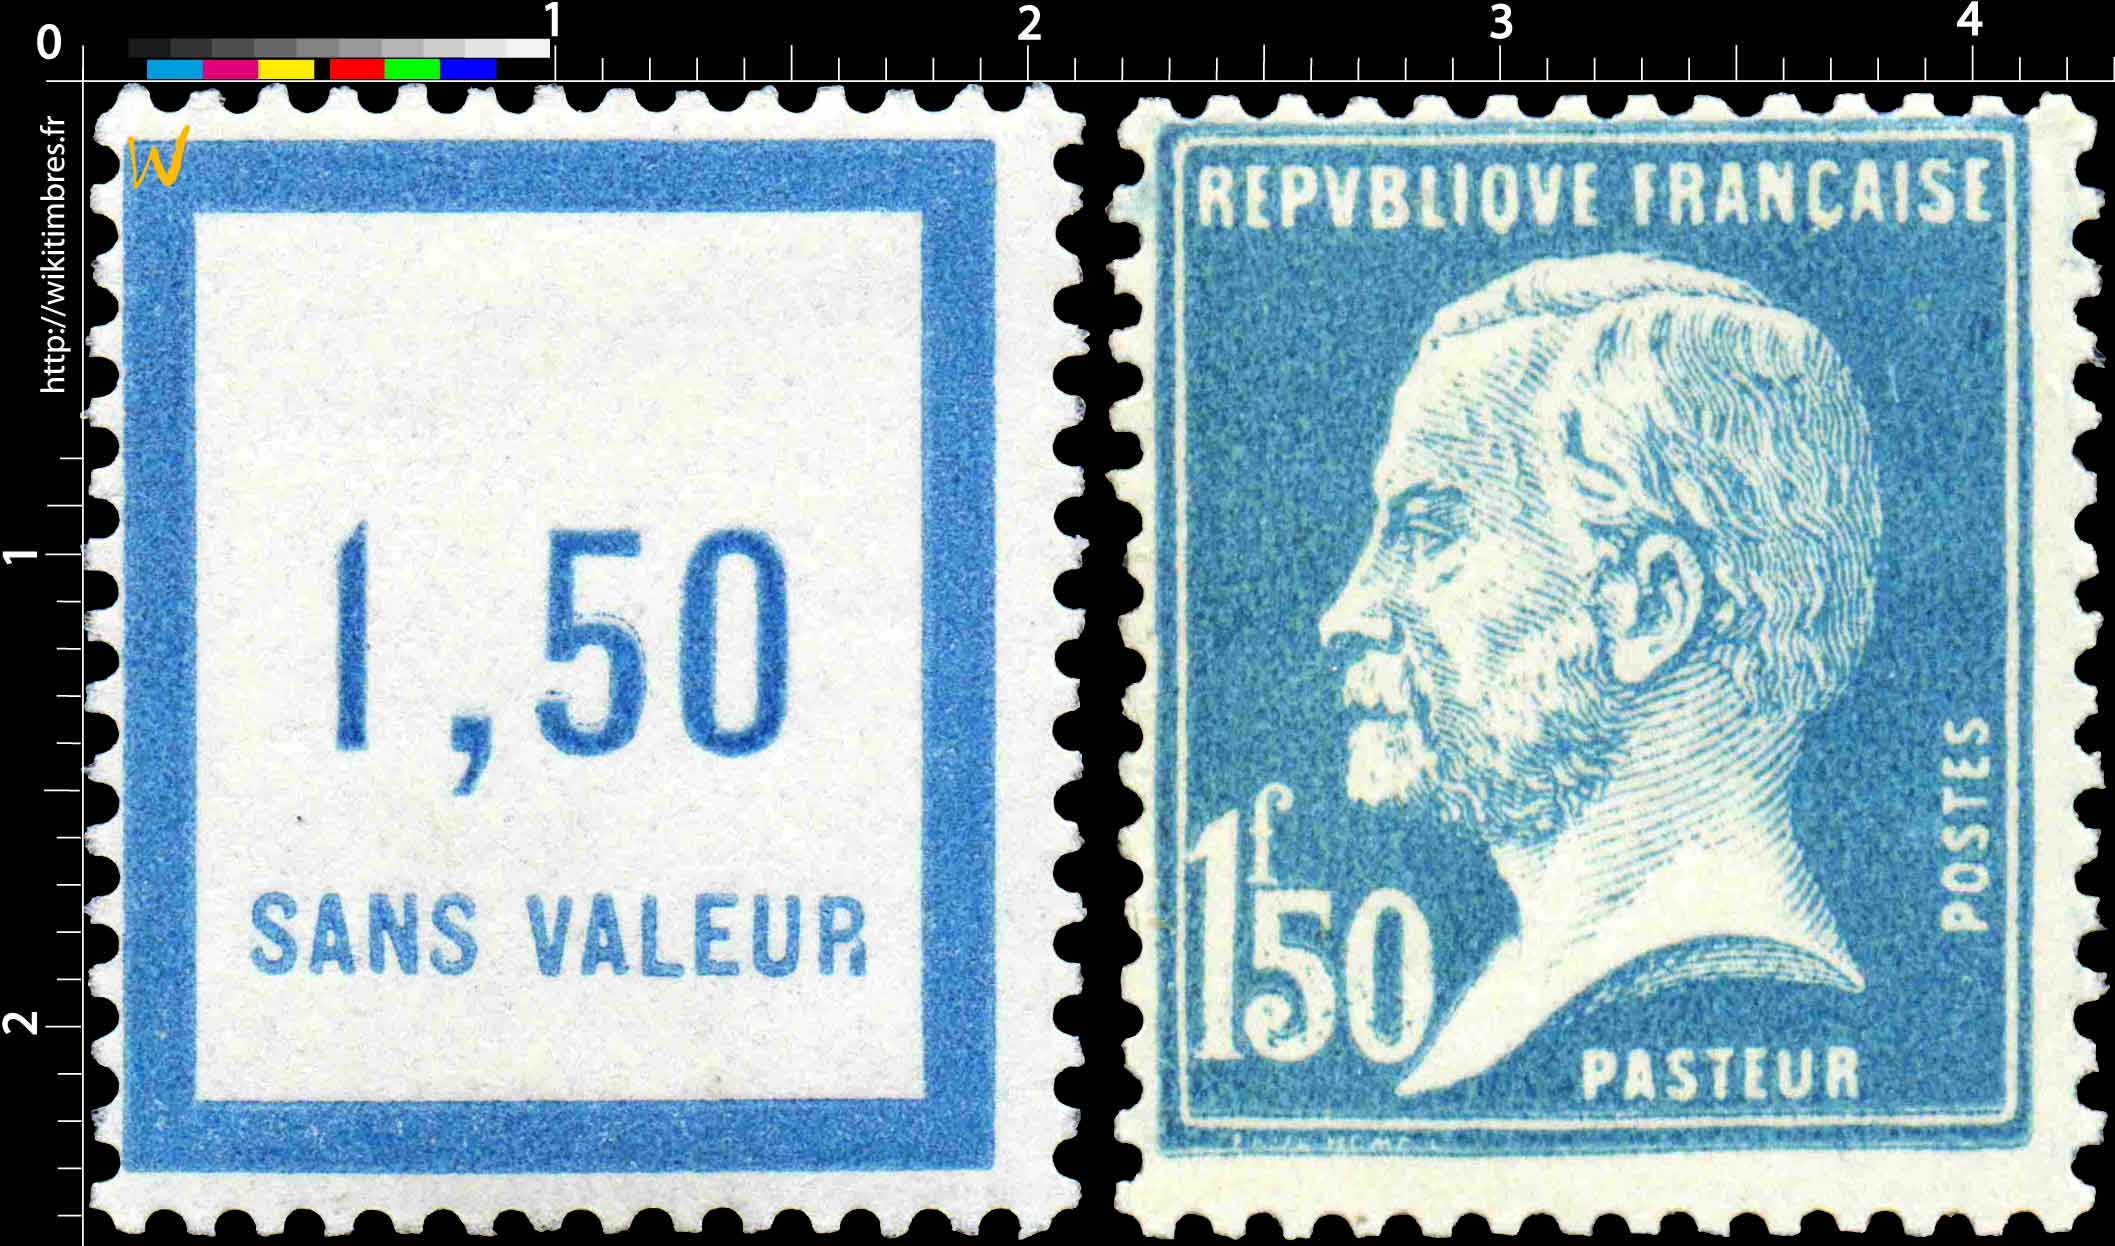 0 1 2 3 4
http://wikitimbres.fr
W
1
2
1,50
SANS VALEUR
REPVBLIQVE FRANÇAISE
1f50
POSTES
PASTEUR